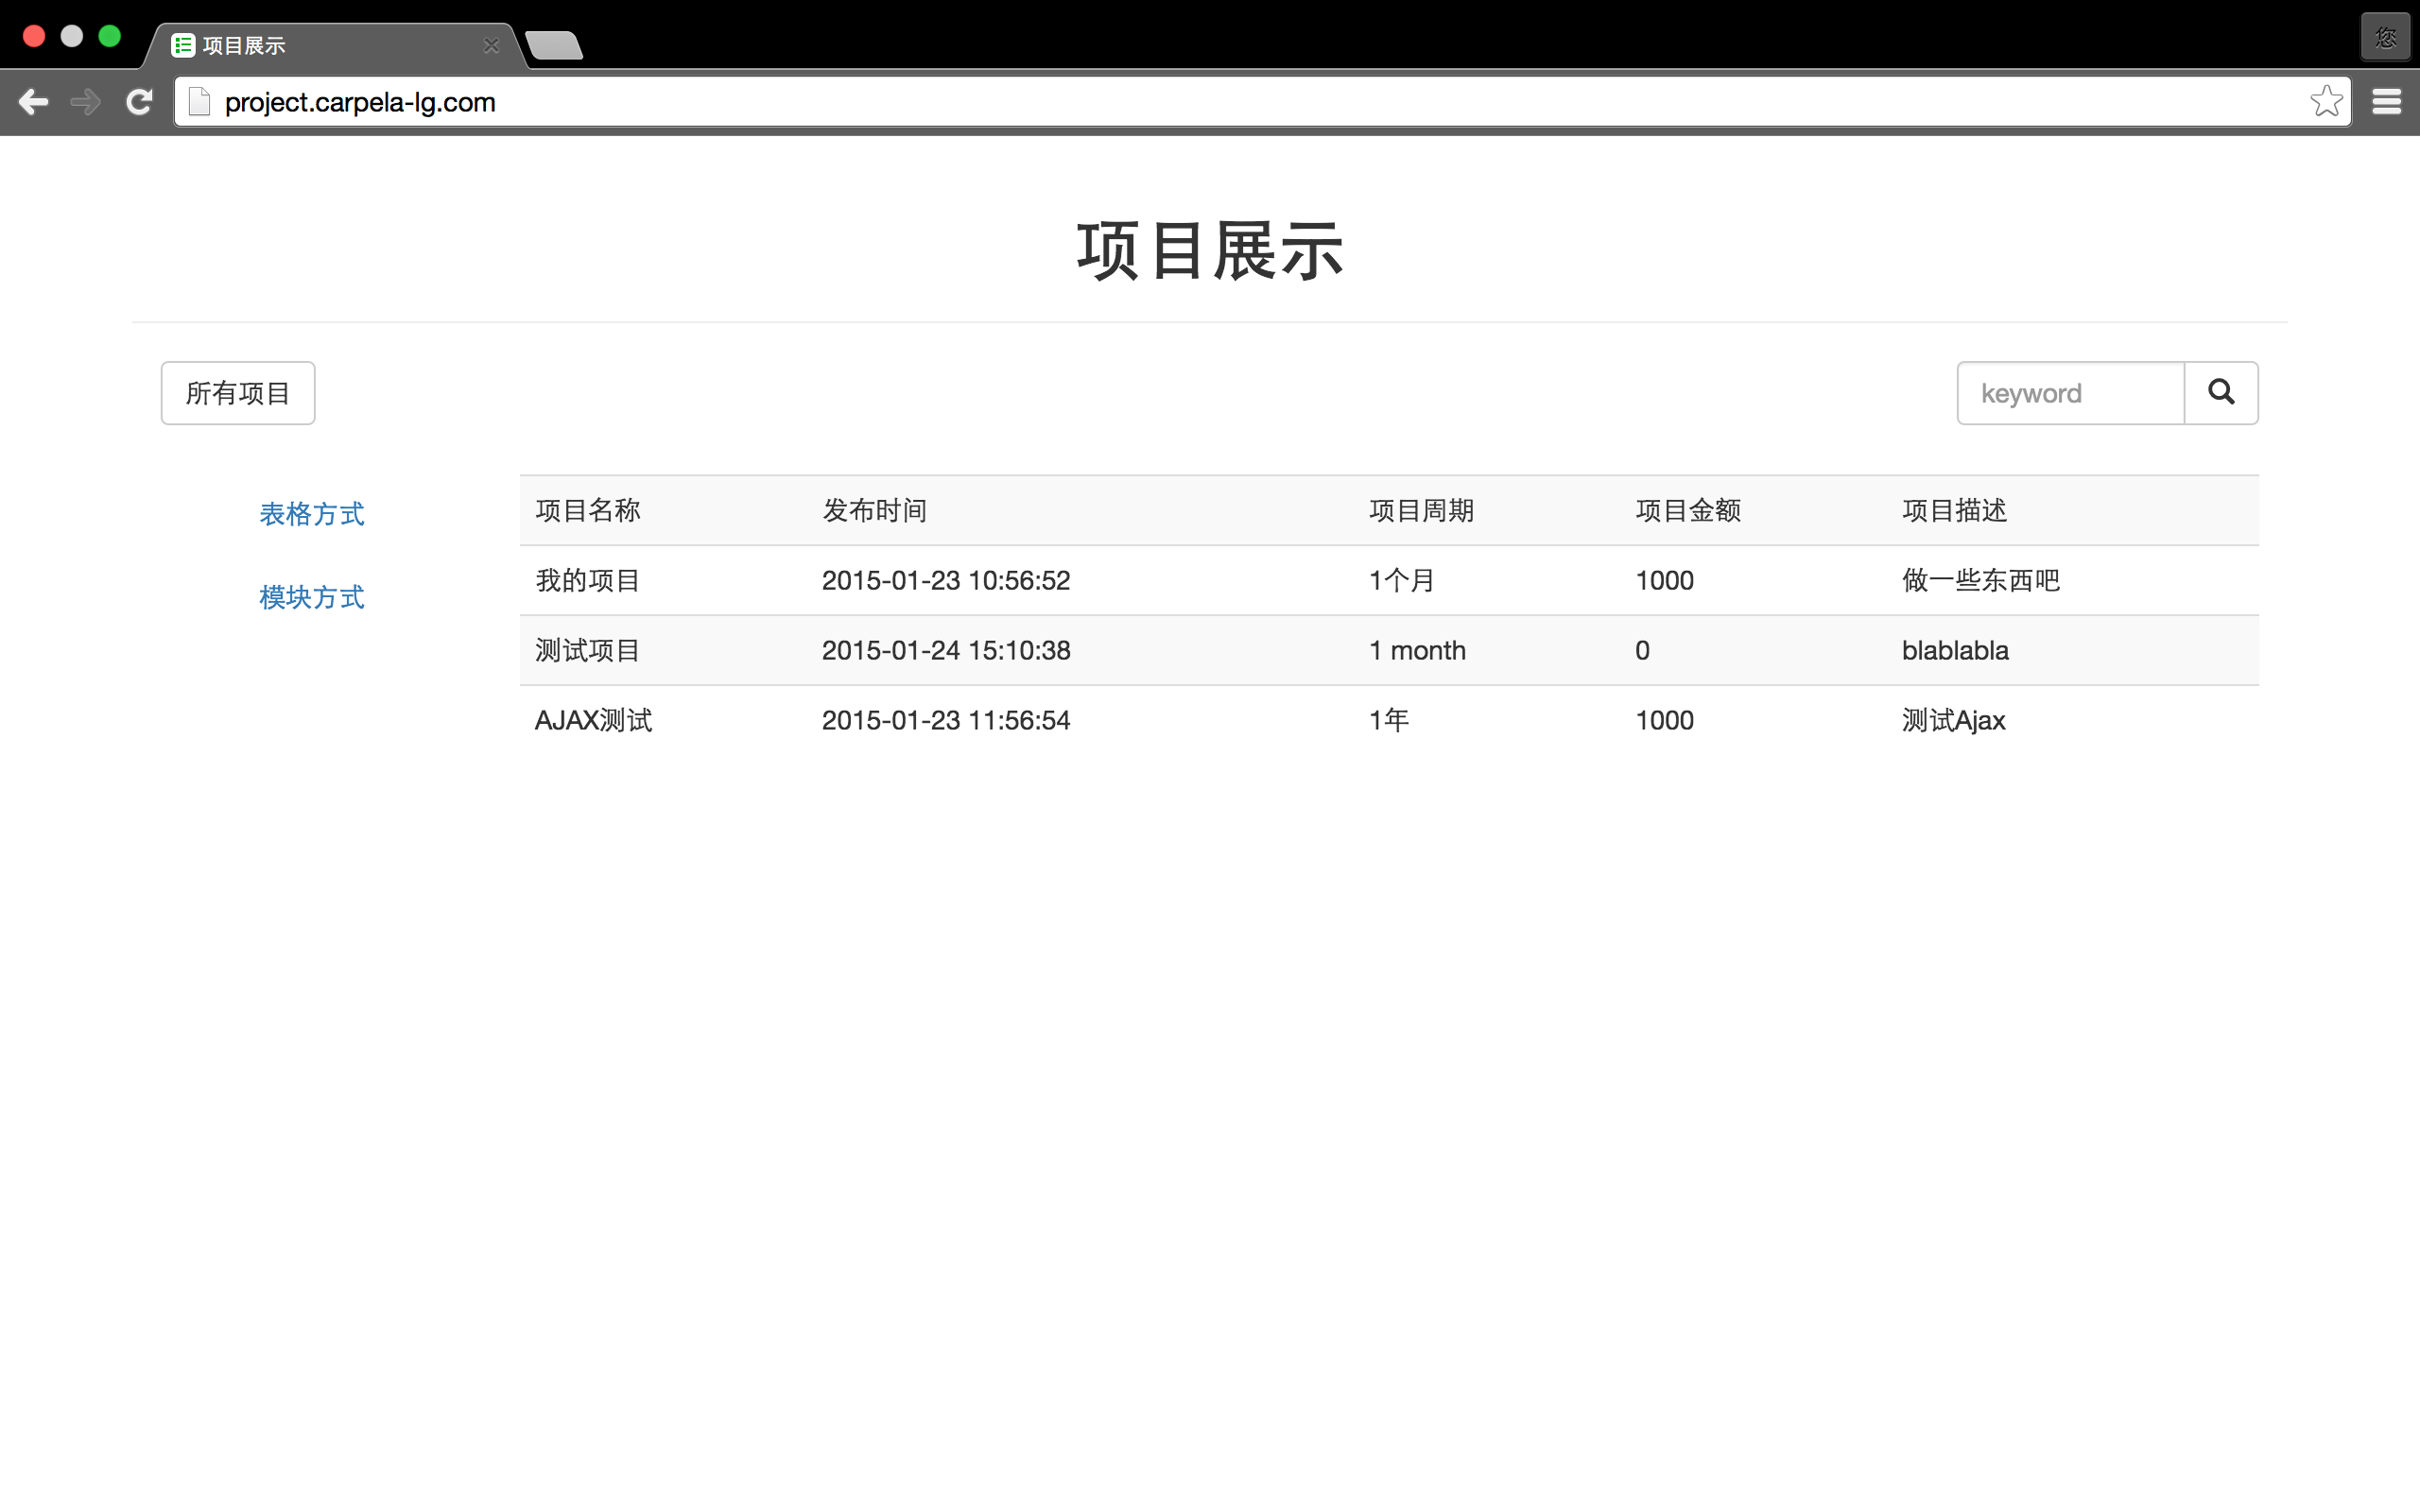 项目展示
您
project.carpela-lg.com
项目展示
所有项目
keyword
表格方式
模块方式
项目名称 发布时间 项目周期 项目金额 项目描述
我的项目 2015-01-23 10:56:52 1个月 1000 做一些东西吧
测试项目 2015-01-24 15:10:38 1 month 0 blablabla
AJAX测试 2015-01-23 11:56:54 1年 1000 测试Ajax